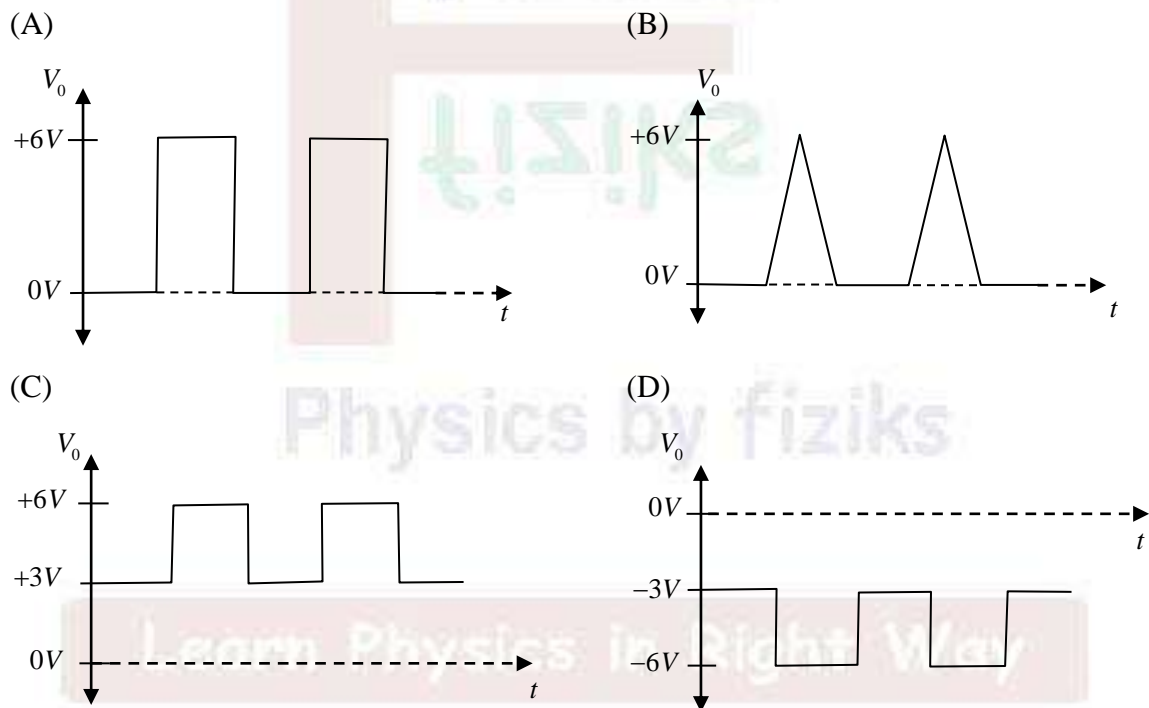 (A)
V₀
+6V
0V
t
(B)
V₀
+6V
0V
t
fiziks
(C)
V₀
+6V
+3V
0V
t
(D)
V₀
0V
−3V
−6V
t
Physics by fiziks
Learn Physics in Right Way